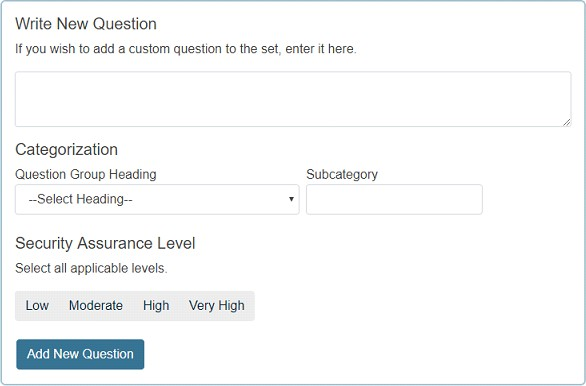 Write New Question
If you wish to add a custom question to the set, enter it here.
Categorization
Question Group Heading Subcategory
--Select Heading--
Security Assurance Level
Select all applicable levels.
Low Moderate High Very High
Add New Question